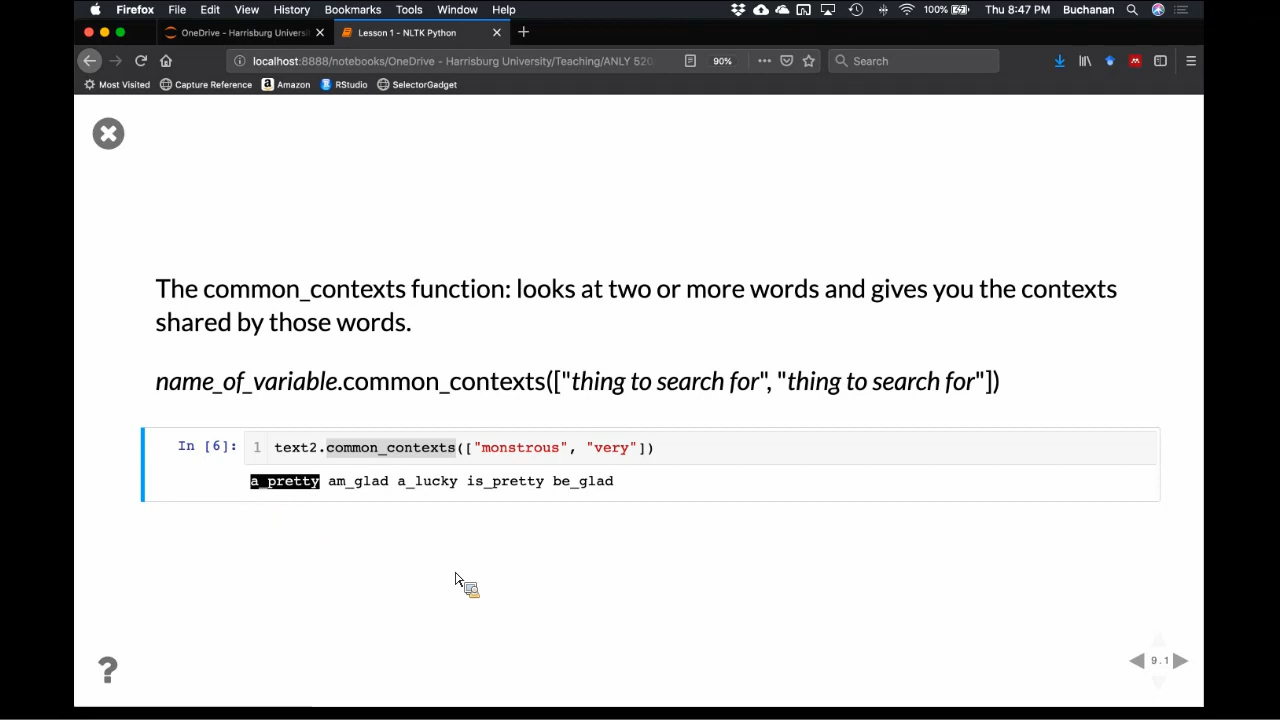 Firefox File Edit View History Bookmarks Tools Window Help 100% Thu 8:47 PM Buchanan
OneDrive - Harrisburg Universi Lesson 1 - NLTK Python
localhost:8888/notebooks/OneDrive - Harrisburg University/Teaching/ANLY 520 90% Search
Most Visited Capture Reference Amazon RStudio SelectorGadget
The common_contexts function: looks at two or more words and gives you the contexts
shared by those words.
name_of_variable.common_contexts(["thing to search for", "thing to search for"])
In [6]: 1 text2.common_contexts(["monstrous", "very"])
a_pretty am_glad a_lucky is_pretty be_glad
?
9.1